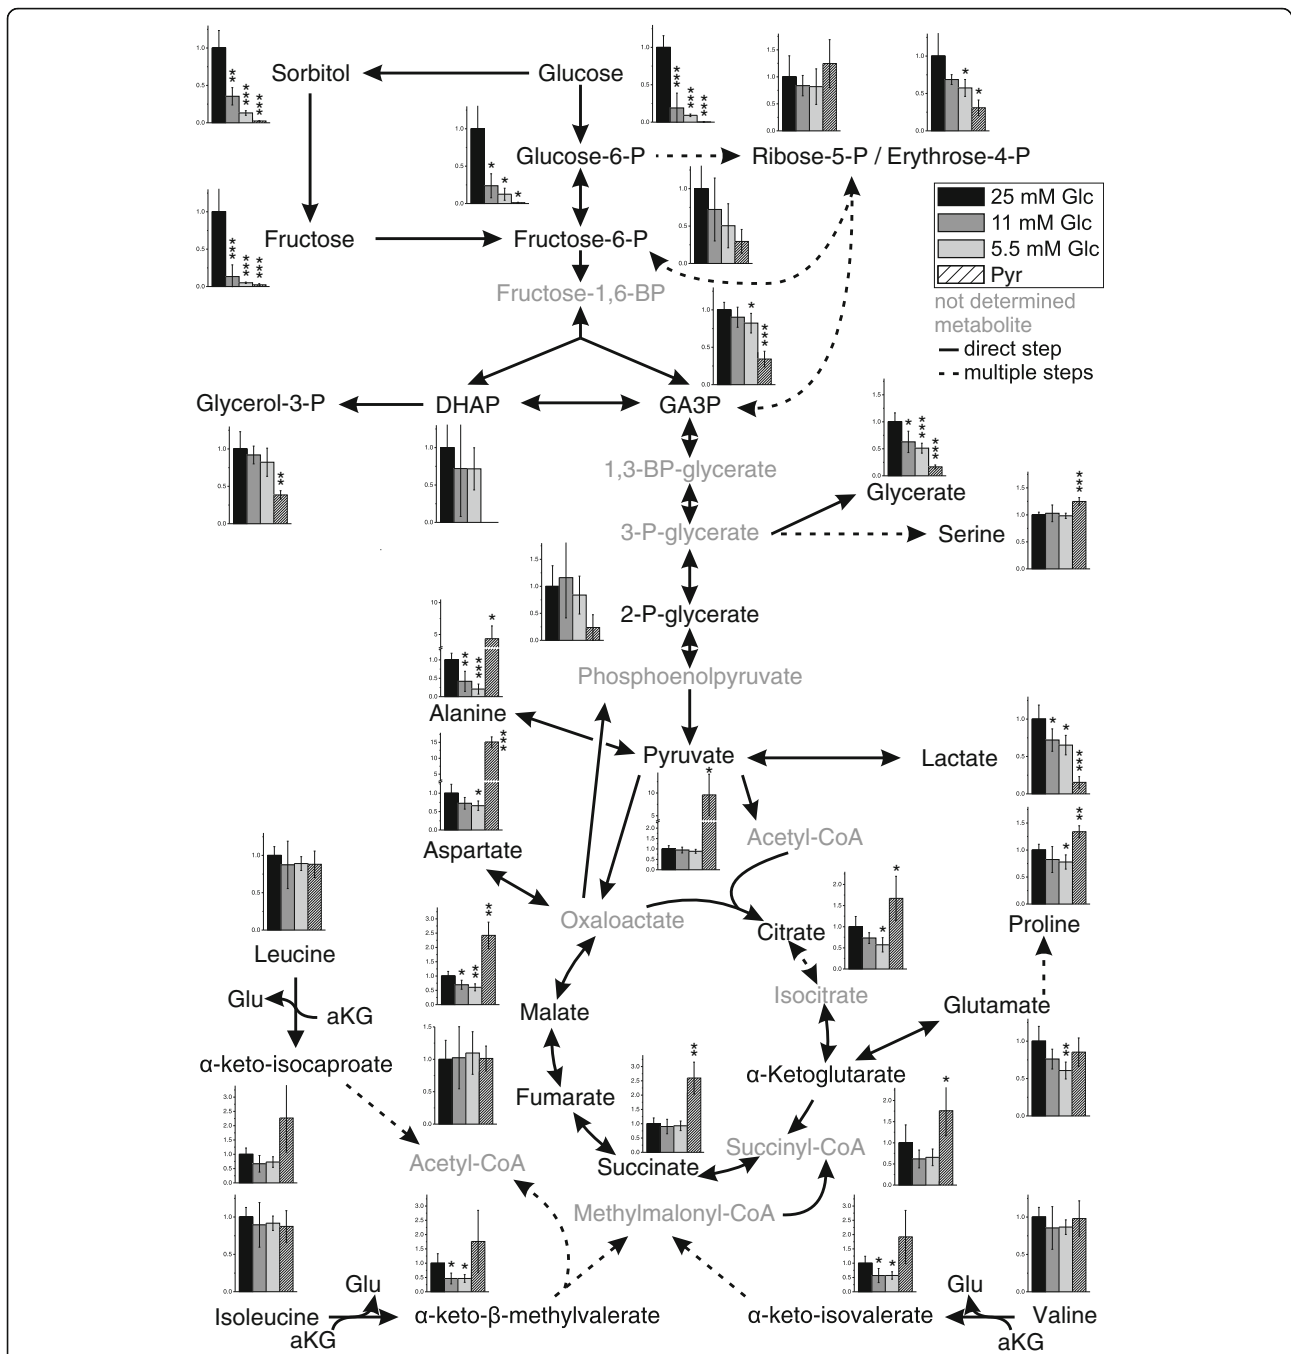 Sorbitol
Glucose
Glucose-6-P
Ribose-5-P / Erythrose-4-P
25 mM Glc
11 mM Glc
5.5 mM Glc
Pyr
not determined
metabolite
direct step
multiple steps
Fructose
Fructose-6-P
Fructose-1,6-BP
Glycerol-3-P
DHAP
GA3P
1,3-BP-glycerate
Glycerate
3-P-glycerate
Serine
2-P-glycerate
Phosphoenolpyruvate
Alanine
Pyruvate
Lactate
Acetyl-CoA
Aspartate
Oxaloactate
Citrate
Proline
Leucine
Isocitrate
Glu
aKG
Malate
Glutamate
α-keto-isocaproate
α-Ketoglutarate
Fumarate
Acetyl-CoA
Succinate
Succinyl-CoA
Methylmalonyl-CoA
Glu
Isoleucine
aKG
α-keto-β-methylvalerate
α-keto-isovalerate
Glu
Valine
aKG